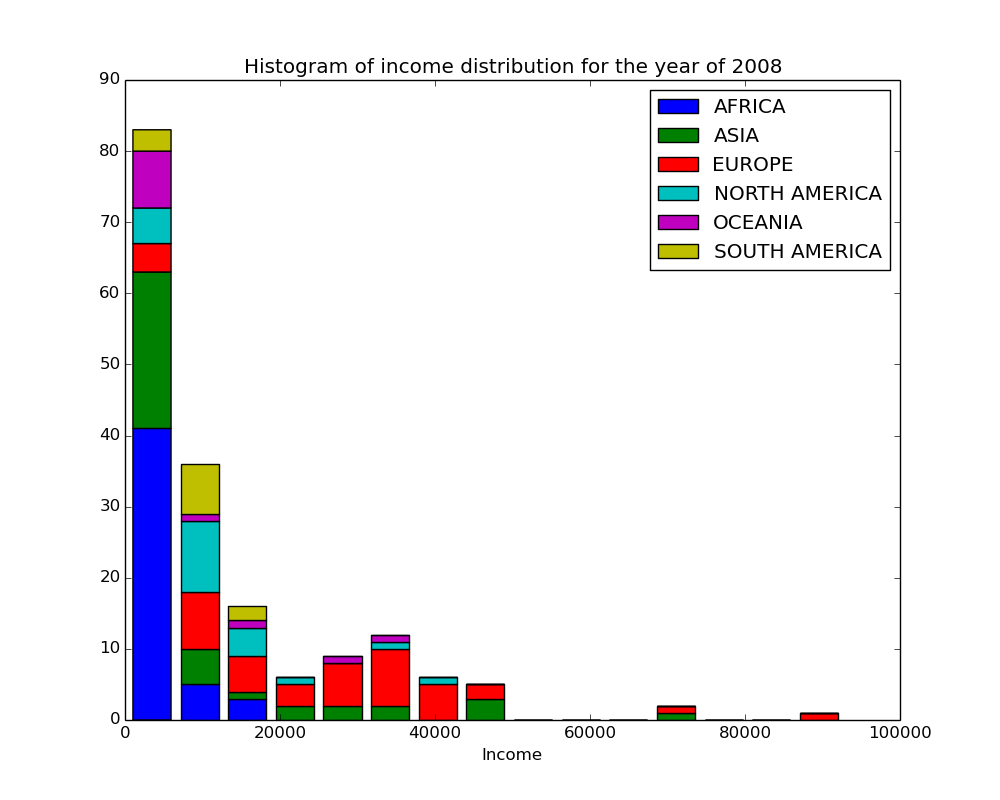 Histogram of income distribution for the year of 2008
90
80
70
60
50
40
30
20
10
0
AFRICA
ASIA
EUROPE
NORTH AMERICA
OCEANIA
SOUTH AMERICA
0 20000 40000 60000 80000 100000
Income